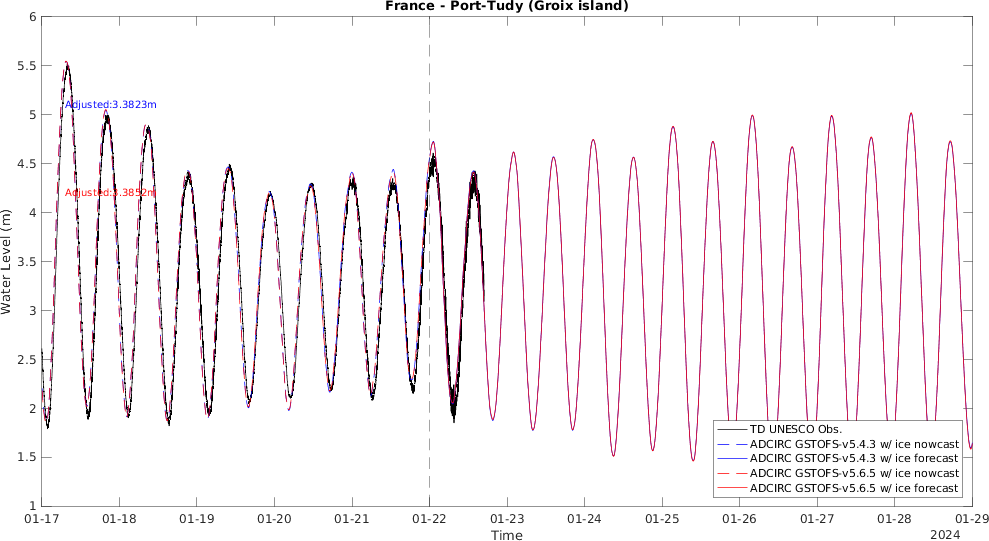 France - Port-Tudy (Groix island)
6
5.5
5
4.5
4
3.5
3
2.5
2
1.5
1
Water Level (m)
Adjusted:3.3823m
Adjusted:3.3852m
TD UNESCO Obs.
ADCIRC GSTOFS-v5.4.3 w/ ice nowcast
ADCIRC GSTOFS-v5.4.3 w/ ice forecast
ADCIRC GSTOFS-v5.6.5 w/ ice nowcast
ADCIRC GSTOFS-v5.6.5 w/ ice forecast
01-17 01-18 01-19 01-20 01-21 01-22 01-23 01-24 01-25 01-26 01-27 01-28 01-29
Time
2024